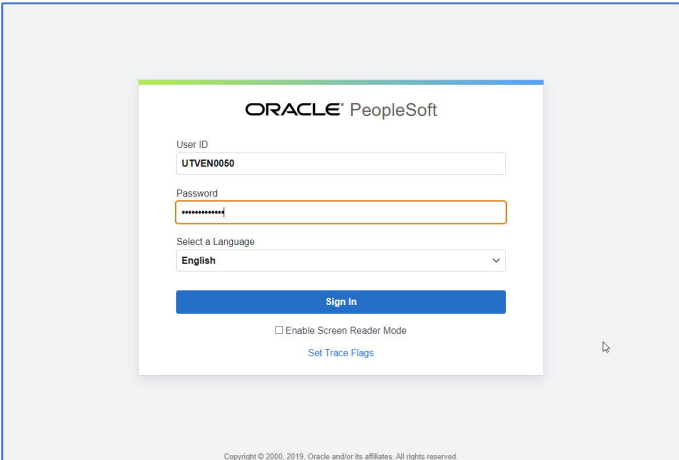 ORACLE® PeopleSoft
User ID
UTVEN0050
Password
•••••••••••••
Select a Language
English
Sign In
Enable Screen Reader Mode
Set Trace Flags
Copyright © 2000, 2019, Oracle and/or its affiliates. All rights reserved.